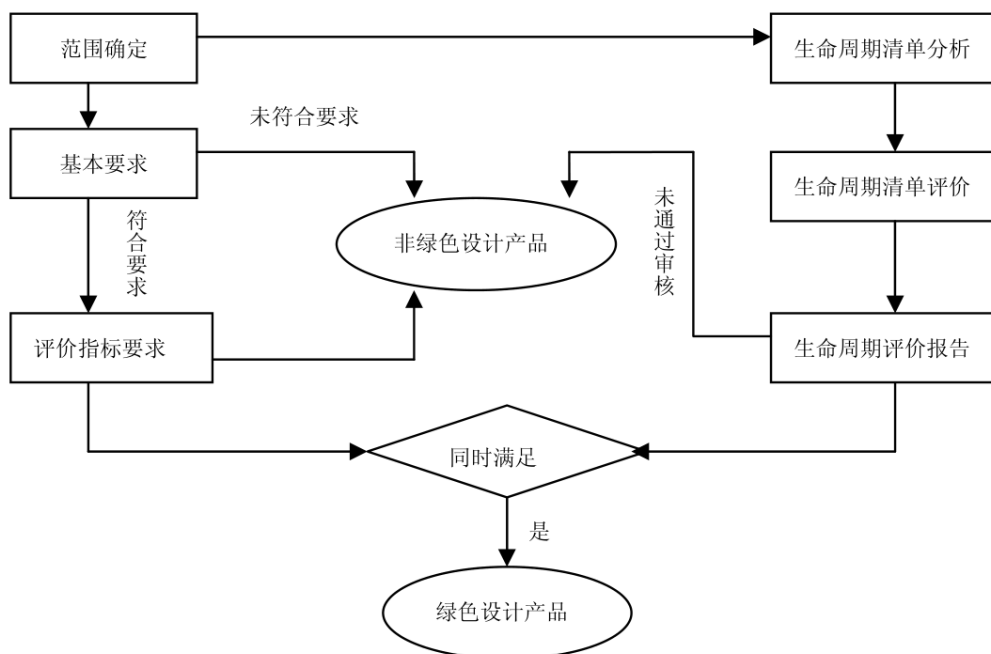 范围确定
生命周期清单分析
未符合要求
基本要求
生命周期清单评价
符合要求
非绿色设计产品
未通过审核
评价指标要求
生命周期评价报告
同时满足
是
绿色设计产品